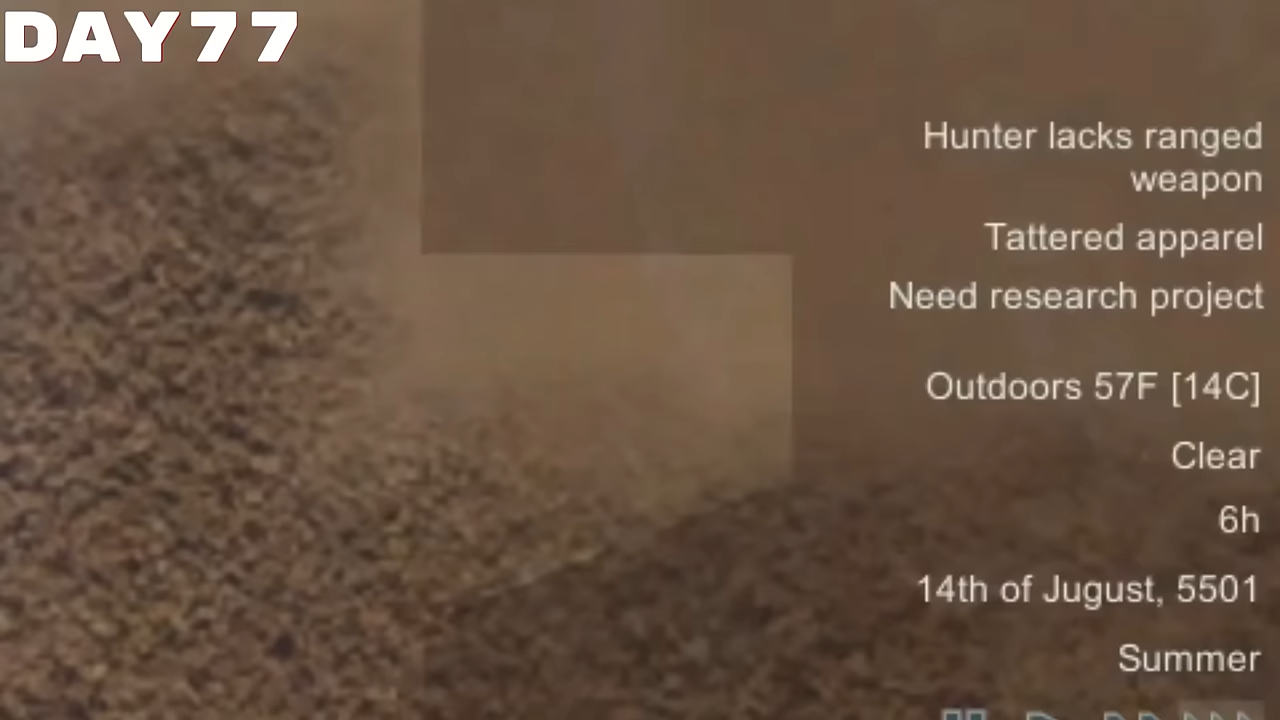 DAY77
Hunter lacks ranged
weapon
Tattered apparel
Need research project
Outdoors 57F [14C]
Clear
6h
14th of Jugust, 5501
Summer